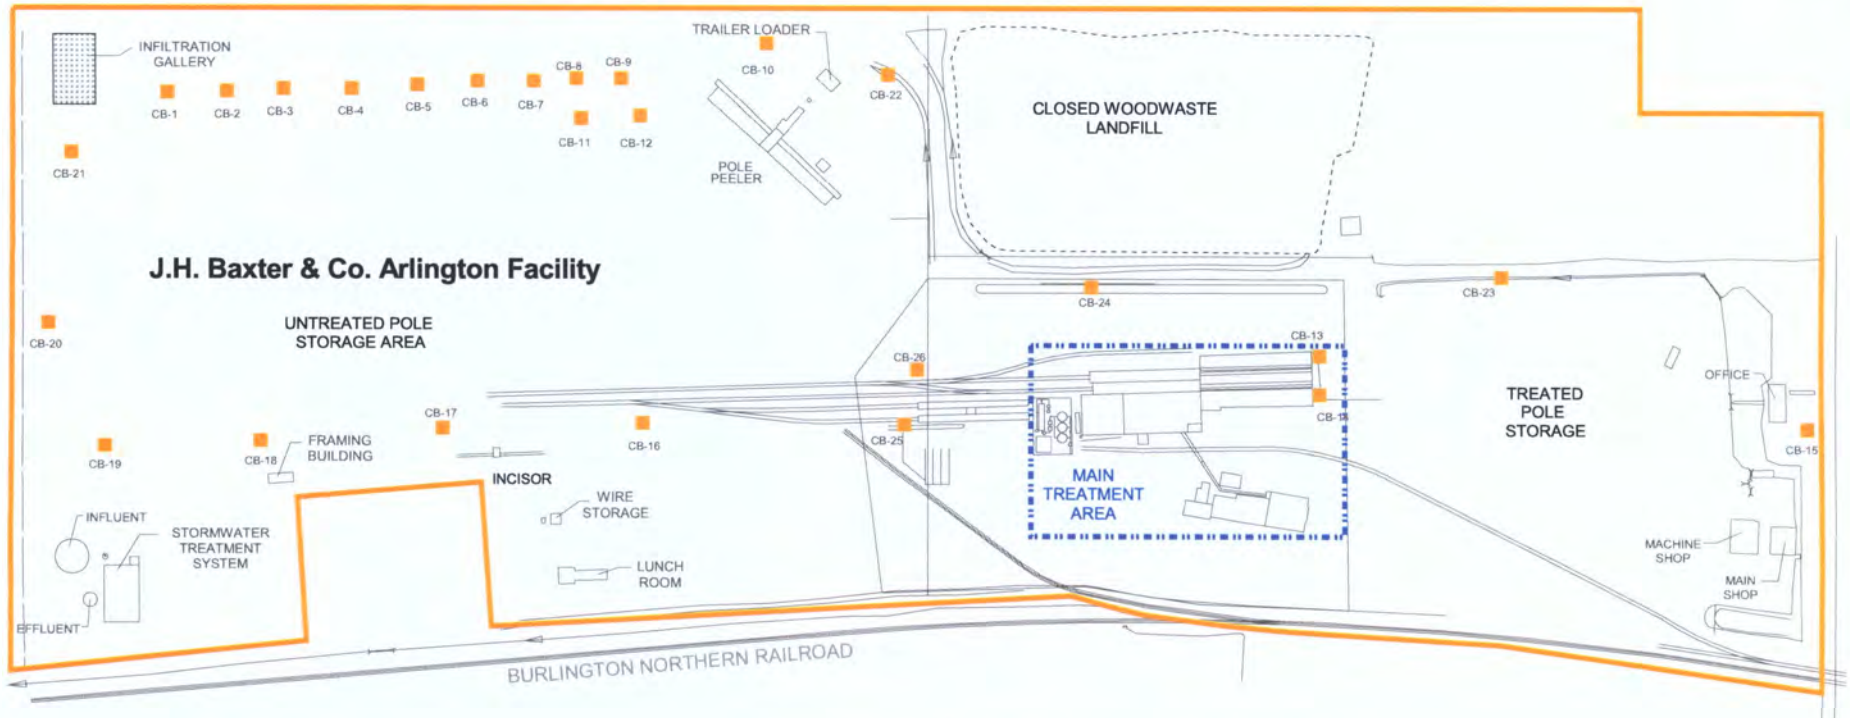 TRAILER LOADER
INFILTRATION
GALLERY
CB-8
CB-9
CB-10
CB-1
CB-2
CB-3
CB-4
CB-5
CB-6
CB-7
CB-22
CLOSED WOODWASTE
LANDFILL
CB-11
CB-12
CB-21
POLE
PEELER
J.H. Baxter & Co. Arlington Facility
CB-24
CB-23
UNTREATED POLE
STORAGE AREA
CB-20
CB-13
CB-26
OFFICE
TREATED
POLE
STORAGE
CB-17
CB-14
CB-19
CB-18
FRAMING
BUILDING
CB-16
CB-25
CB-15
INCISOR
MAIN
TREATMENT
AREA
WIRE
STORAGE
INFLUENT
STORMWATER
TREATMENT
SYSTEM
MACHINE
SHOP
LUNCH
ROOM
MAIN
SHOP
EFFLUENT
BURLINGTON NORTHERN RAILROAD